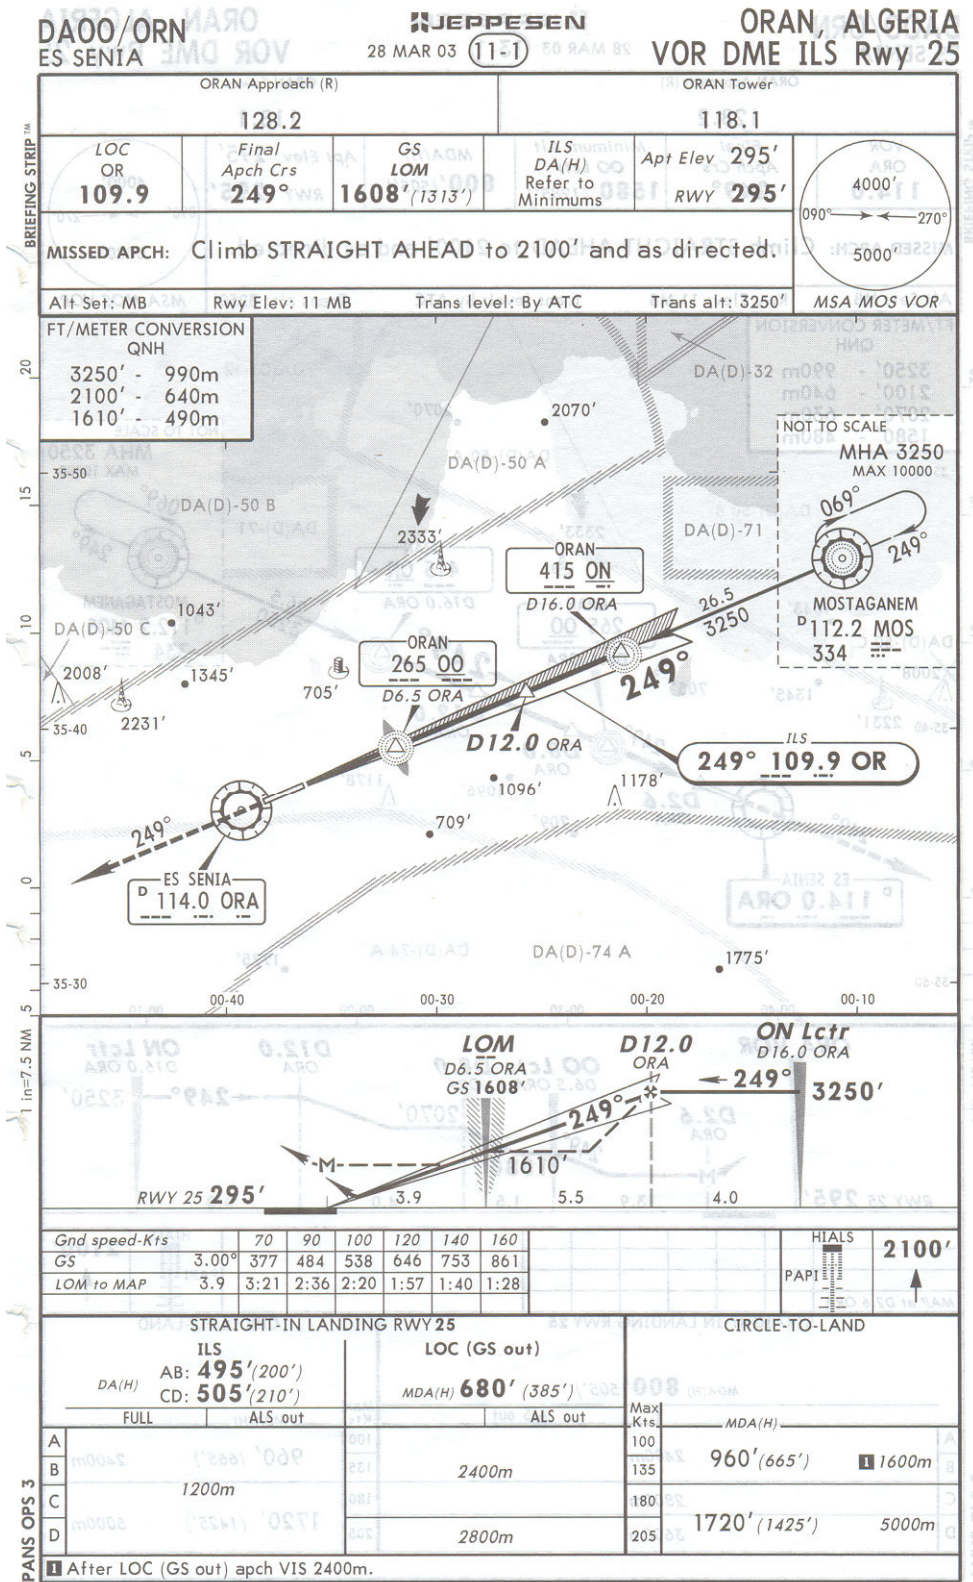 DAOO/ORN
ES SENIA
JEPPESEN
28 MAR 03 11-1
ORAN, ALGERIA
VOR DME ILS Rwy 25
BRIEFING STRIP TM
ORAN Approach (R)
128.2
ORAN Tower
118.1
LOC
OR
109.9
Final
Apch Crs
249°
GS
LOM
1608' (1313')
ILS
DA(H)
Refer to
Minimums
Apt Elev 295'
RWY 295'
MISSED APCH: Climb STRAIGHT AHEAD to 2100' and as directed.
Alt Set: MB
Rwy Elev: 11 MB
Trans level: By ATC
Trans alt: 3250'
4000'
090°
270°
5000'
MSA MOS VOR
FT/METER CONVERSION
QNH
3250' - 990m
2100' - 640m
1610' - 490m
2070'
DA(D)-32
DA(D)-50 A
NOT TO SCALE
MHA 3250
MAX 10000
069°
249°
MOSTAGANEM
D 112.2 MOS
334
35-50
DA(D)-50 B
DA(D)-71
2333'
ORAN
415 ON
D16.0 ORA
26.5
3250
1043'
DA(D)-50 C
ORAN
265 OO
D6.5 ORA
2008'
1345'
705'
2231'
249°
35-40
D12.0 ORA
ILS
249° 109.9 OR
1096'
1178'
709'
249°
ES SENIA
D 114.0 ORA
DA(D)-74 A
1775'
35-30
00-40
00-30
00-20
00-10
20
15
10
5
0
5
1 in=7.5 NM
LOM
D6.5 ORA
GS 1608'
D12.0
ORA
ON Lctr
D16.0 ORA
249°
3250'
249°
M
1610'
RWY 25 295'
3.9
5.5
4.0
Gnd speed-Kts 70 90 100 120 140 160
GS 3.00° 377 484 538 646 753 861
LOM to MAP 3.9 3:21 2:36 2:20 1:57 1:40 1:28
HIALS
PAPI
2100'
STRAIGHT-IN LANDING RWY 25
CIRCLE-TO-LAND
ILS
DA(H)
AB: 495' (200')
CD: 505' (210')
LOC (GS out)
MDA(H) 680' (385')
FULL
ALS out
ALS out
Max
Kts.
MDA(H)
A
B
C
D
1200m
2400m
2800m
100
135
180
205
960' (665')
1 1600m
1720' (1425')
5000m
1 After LOC (GS out) apch VIS 2400m.
PANS OPS 3